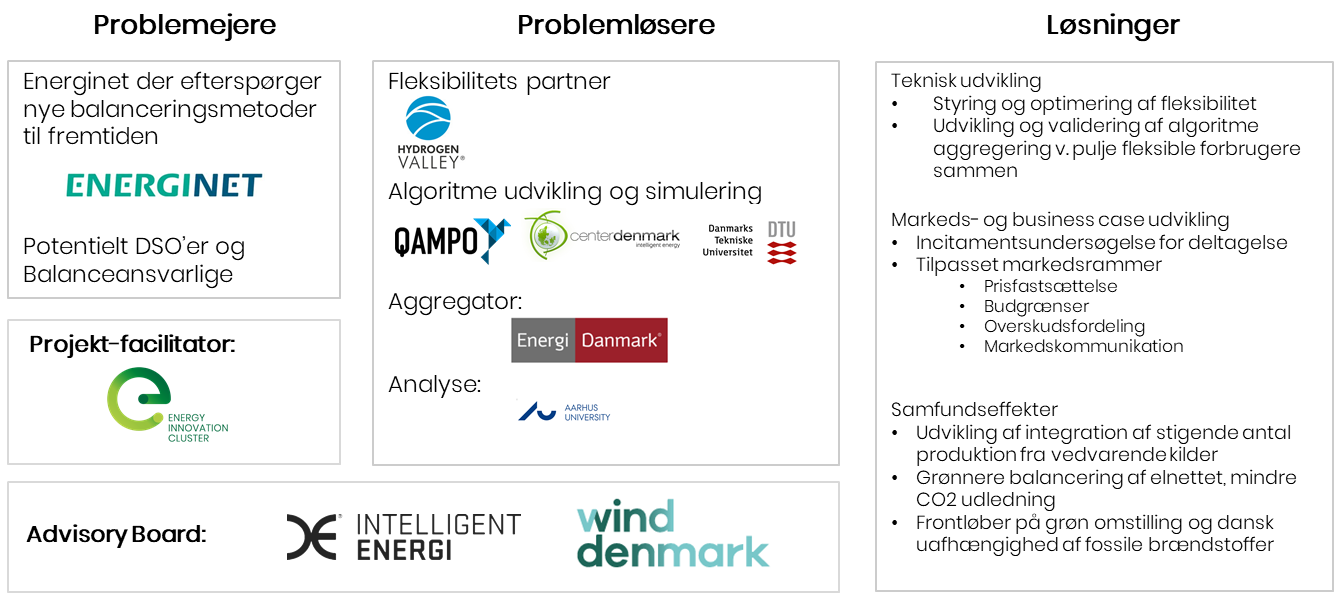 Problemejere
Energinet der efterspørger
nye balanceringsmetoder
til fremtiden
ENERGINET
Potentielt DSO'er og
Balanceansvarlige
Projekt-facilitator:
ENERGY
INNOVATION
CLUSTER
Problemløsere
Fleksibilitets partner
HYDROGEN
VALLEY®
Algoritme udvikling og simulering
QAMPO
centerdenmark
intelligent energy
Danmarks
Tekniske
Universitet
DTU
Aggregator:
Energi Danmark®
Analyse:
AARHUS
UNIVERSITY
Advisory Board:
INTELLIGENT
ENERGI
wind
denmark
Løsninger
Teknisk udvikling
• Styring og optimering af fleksibilitet
• Udvikling og validering af algoritme
aggregering v. pulje fleksible forbrugere
sammen
Markeds- og business case udvikling
• Incitamentsundersøgelse for deltagelse
• Tilpasset markedsrammer
• Prisfastsættelse
• Budgrænser
• Overskudsfordeling
• Markedskommunikation
Samfundseffekter
• Udvikling af integration af stigende antal
produktion fra vedvarende kilder
• Grønnere balancering af elnettet, mindre
CO2 udledning
• Frontløber på grøn omstilling og dansk
uafhængighed af fossile brændstoffer